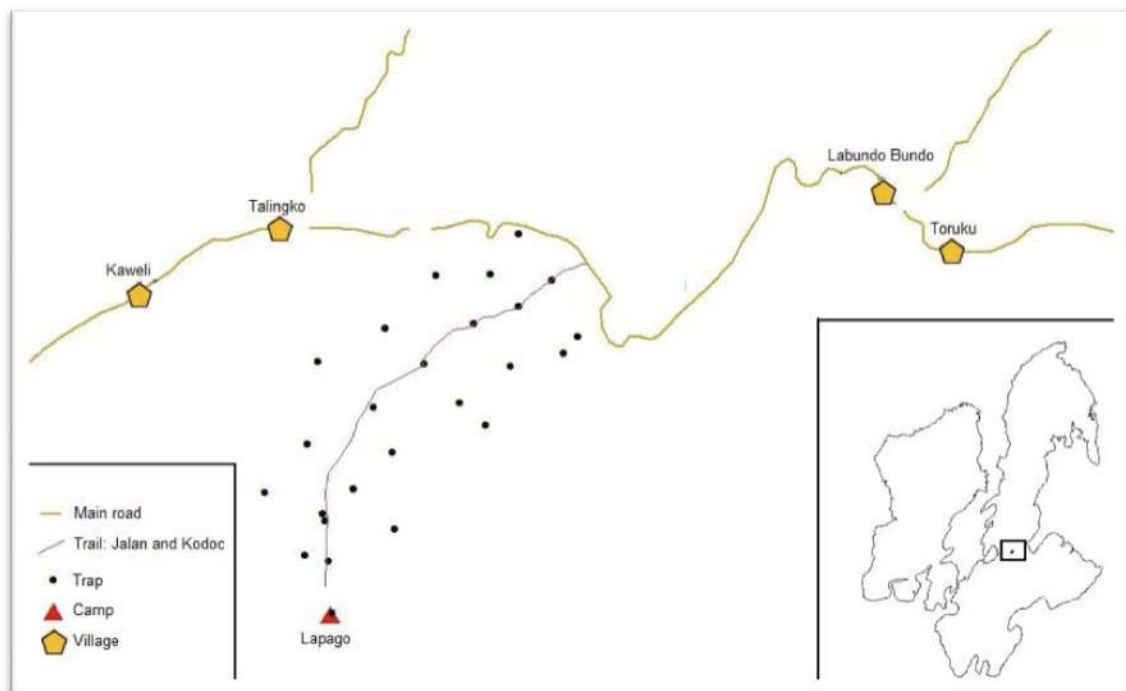 Labundo Bundo
Talingko
Toruku
Kaweli
Main road
Trail: Jalan and Kodoc
Trap
Camp
Village
Lapago